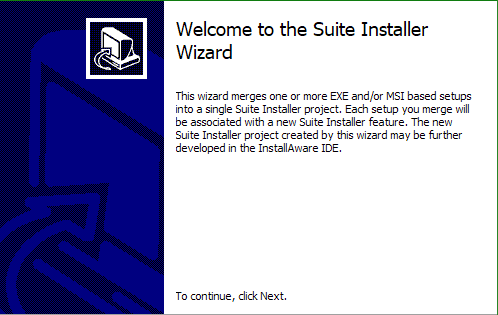 Welcome to the Suite Installer
Wizard
This wizard merges one or more EXE and/or MSI based setups
into a single Suite Installer project. Each setup you merge will
be associated with a new Suite Installer feature. The new
Suite Installer project created by this wizard may be further
developed in the InstallAware IDE.
To continue, click Next.